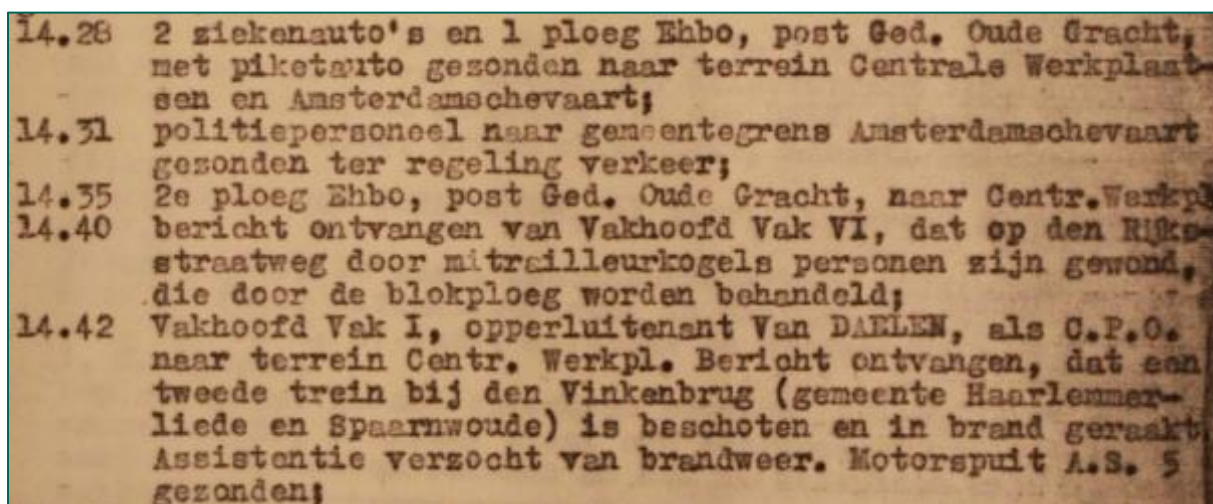 14.28 2 ziekenauto's en 1 ploeg Ehbo, post Ged. Oude Gracht,
met piketauto gezonden naar terrein Centrale Werkplaat-
sen en Amsterdamschevaart;
14.31 politiepersoneel naar gemeentegrens Amsterdamschevaart
gezonden ter regeling verkeer;
14.35 2e ploeg Ehbo, post Ged. Oude Gracht, naar Centr.Werkpl
14.40 bericht ontvangen van Vakhoofd Vak VI, dat op den Rijks-
straatweg door mitrailleurkogels personen zijn gewond,
die door de blokploeg worden behandeld;
14.42 Vakhoofd Vak I, opperluitenant Van DAELEN, als C.P.O.
naar terrein Centr. Werkpl. Bericht ontvangen, dat een
tweede trein bij den Vinkenbrug (gemeente Haarlemmer-
liede en Spaarnwoude) is beschoten en in brand geraakt.
Assistentie verzocht van brandweer. Motorspuit A.S. 5
gezonden;